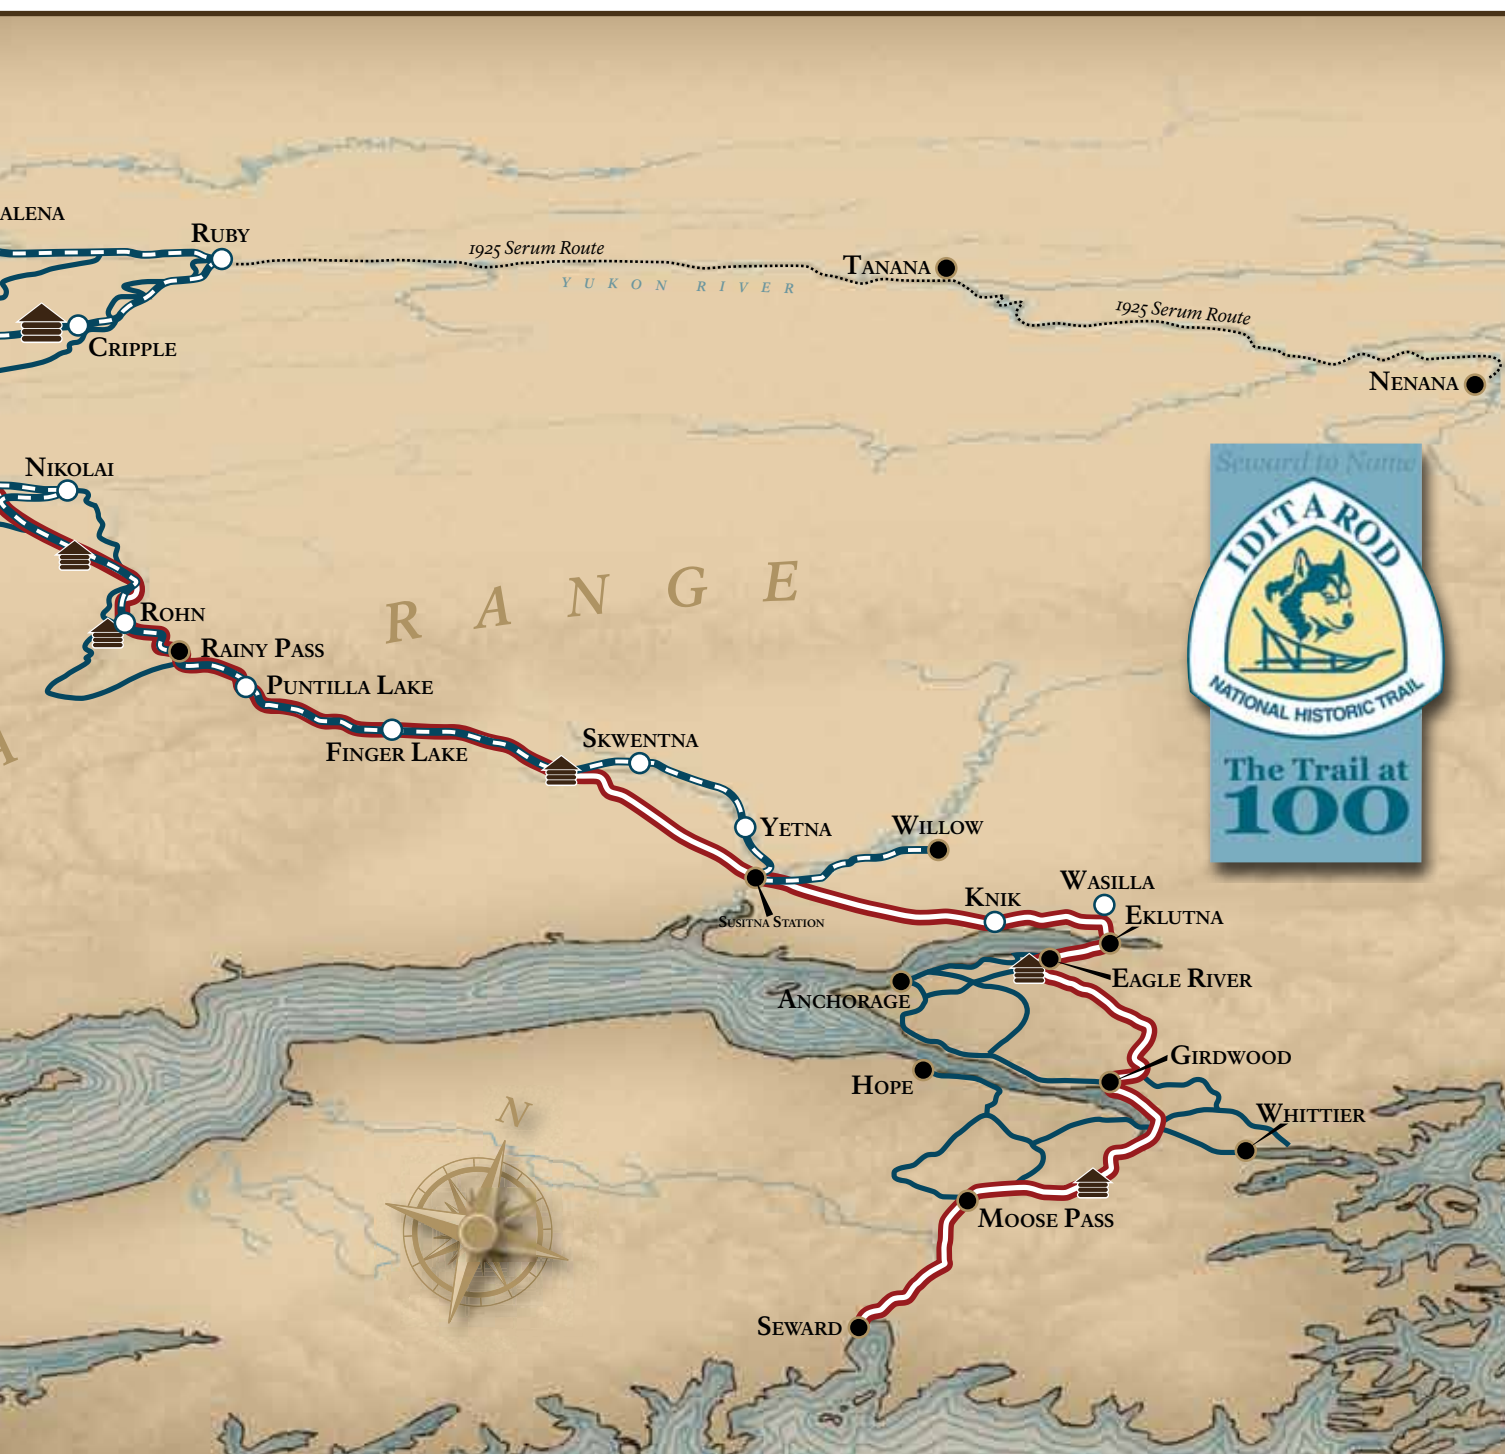 ALENA
RUBY
1925 Serum Route
YUKON RIVER
TANANA
1925 Serum Route
NENANA
CRIPPLE
NIKOLAI
Seward to Nome
IDITAROD
NATIONAL HISTORIC TRAIL
The Trail at
100
RANGE
ROHN
RAINY PASS
PUNTILLA LAKE
FINGER LAKE
A
SKWENTNA
YETNA
WILLOW
SUSITNA STATION
KNIK
WASILLA
EKLUTNA
EAGLE RIVER
ANCHORAGE
GIRDWOOD
HOPE
WHITTIER
N
MOOSE PASS
SEWARD